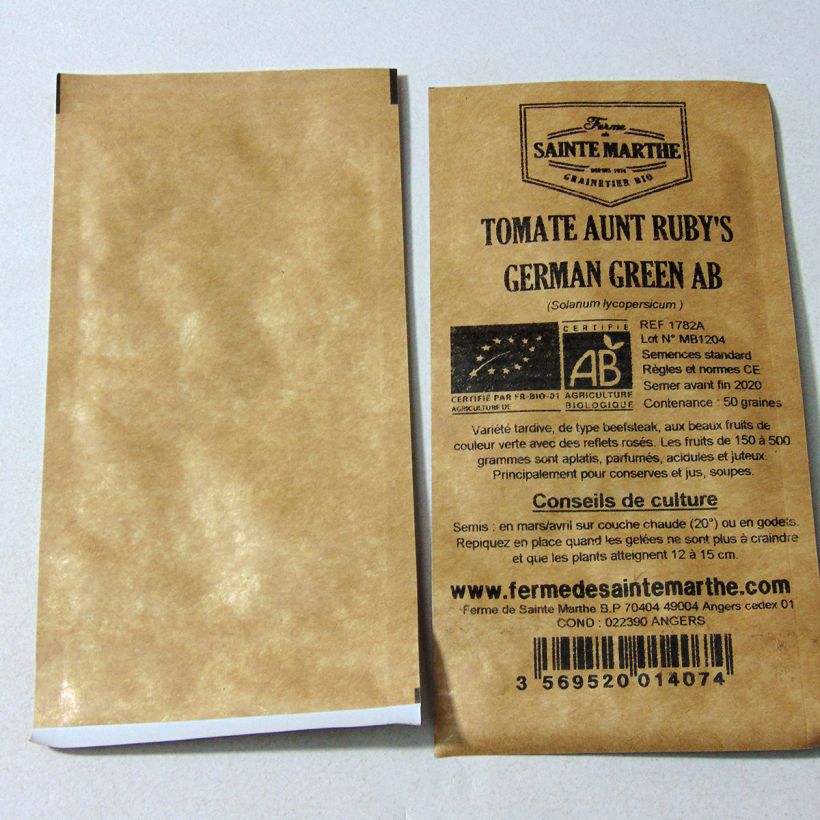 Ferme
de
SAINTE MARTHE
DEPUIS 1974
GRAINETIER BIO
TOMATE AUNT RUBY'S
GERMAN GREEN AB
(Solanum lycopersicum )
CERTIFIÉ
AB
AGRICULTURE
BIOLOGIQUE
CERTIFIÉ PAR FR-BIO-01
AGRICULTURE UE
REF 1782A
Lot N° MB1204
Semences standard
Règles et normes CE
Semer avant fin 2020
Contenance : 50 graines
Variété tardive, de type beefsteak, aux beaux fruits de
couleur verte avec des reflets rosés. Les fruits de 150 à 500
grammes sont aplatis, parfumés, acidulés et juteux.
Principalement pour conserves et jus, soupes.
Conseils de culture
Semis : en mars/avril sur couche chaude (20°) ou en godets.
Repiquez en place quand les gelées ne sont plus à craindre
et que les plants atteignent 12 à 15 cm.
www.fermedesaintemarthe.com
Ferme de Sainte Marthe B.P 70404 49004 Angers cedex 01
COND : 022390 ANGERS
3 569520 014074